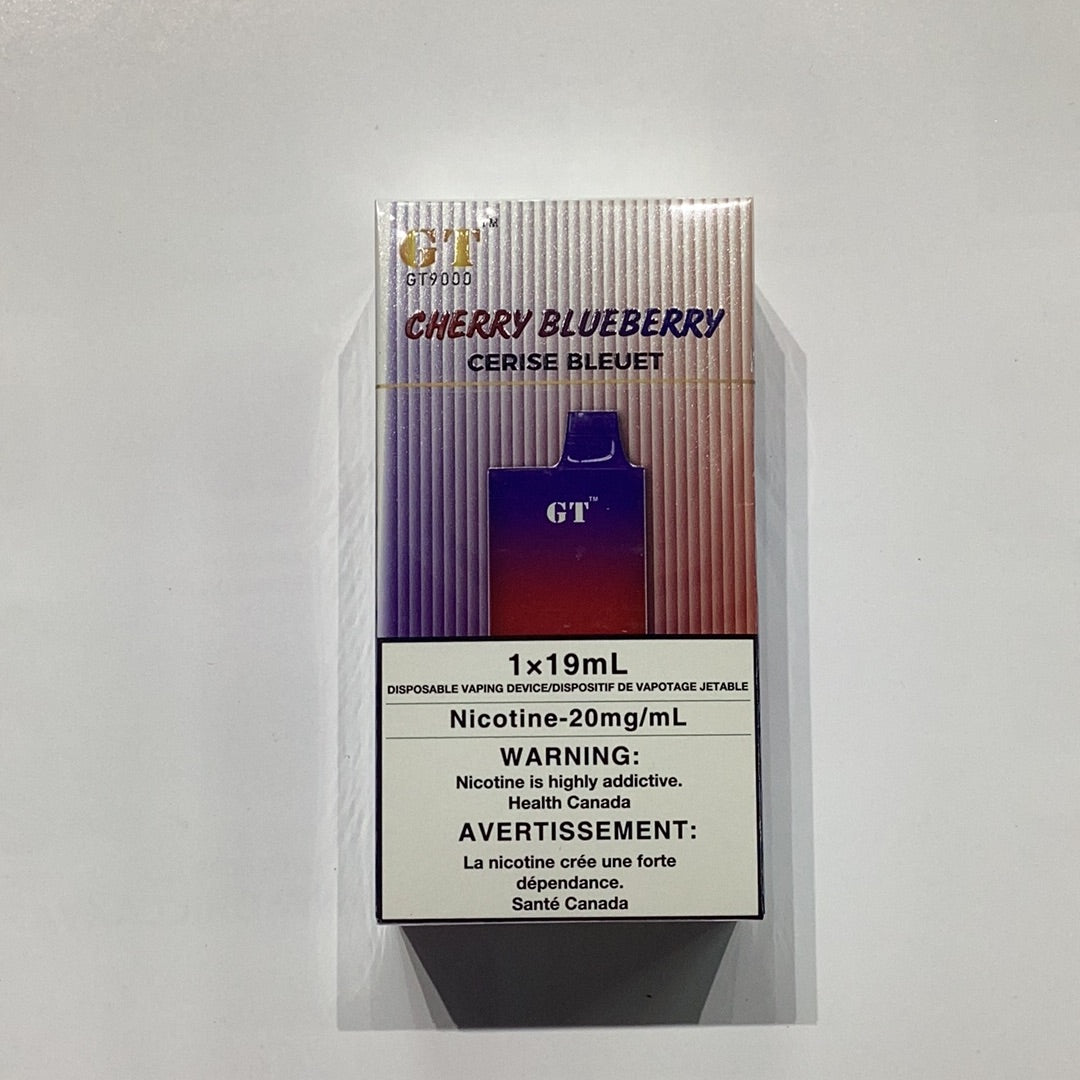 GT™
GT9000
CHERRY BLUEBERRY
CERISE BLEUET
GT™
1×19mL
DISPOSABLE VAPING DEVICE/DISPOSITIF DE VAPOTAGE JETABLE
Nicotine-20mg/mL
WARNING:
Nicotine is highly addictive.
Health Canada
AVERTISSEMENT:
La nicotine crée une forte
dépendance.
Santé Canada